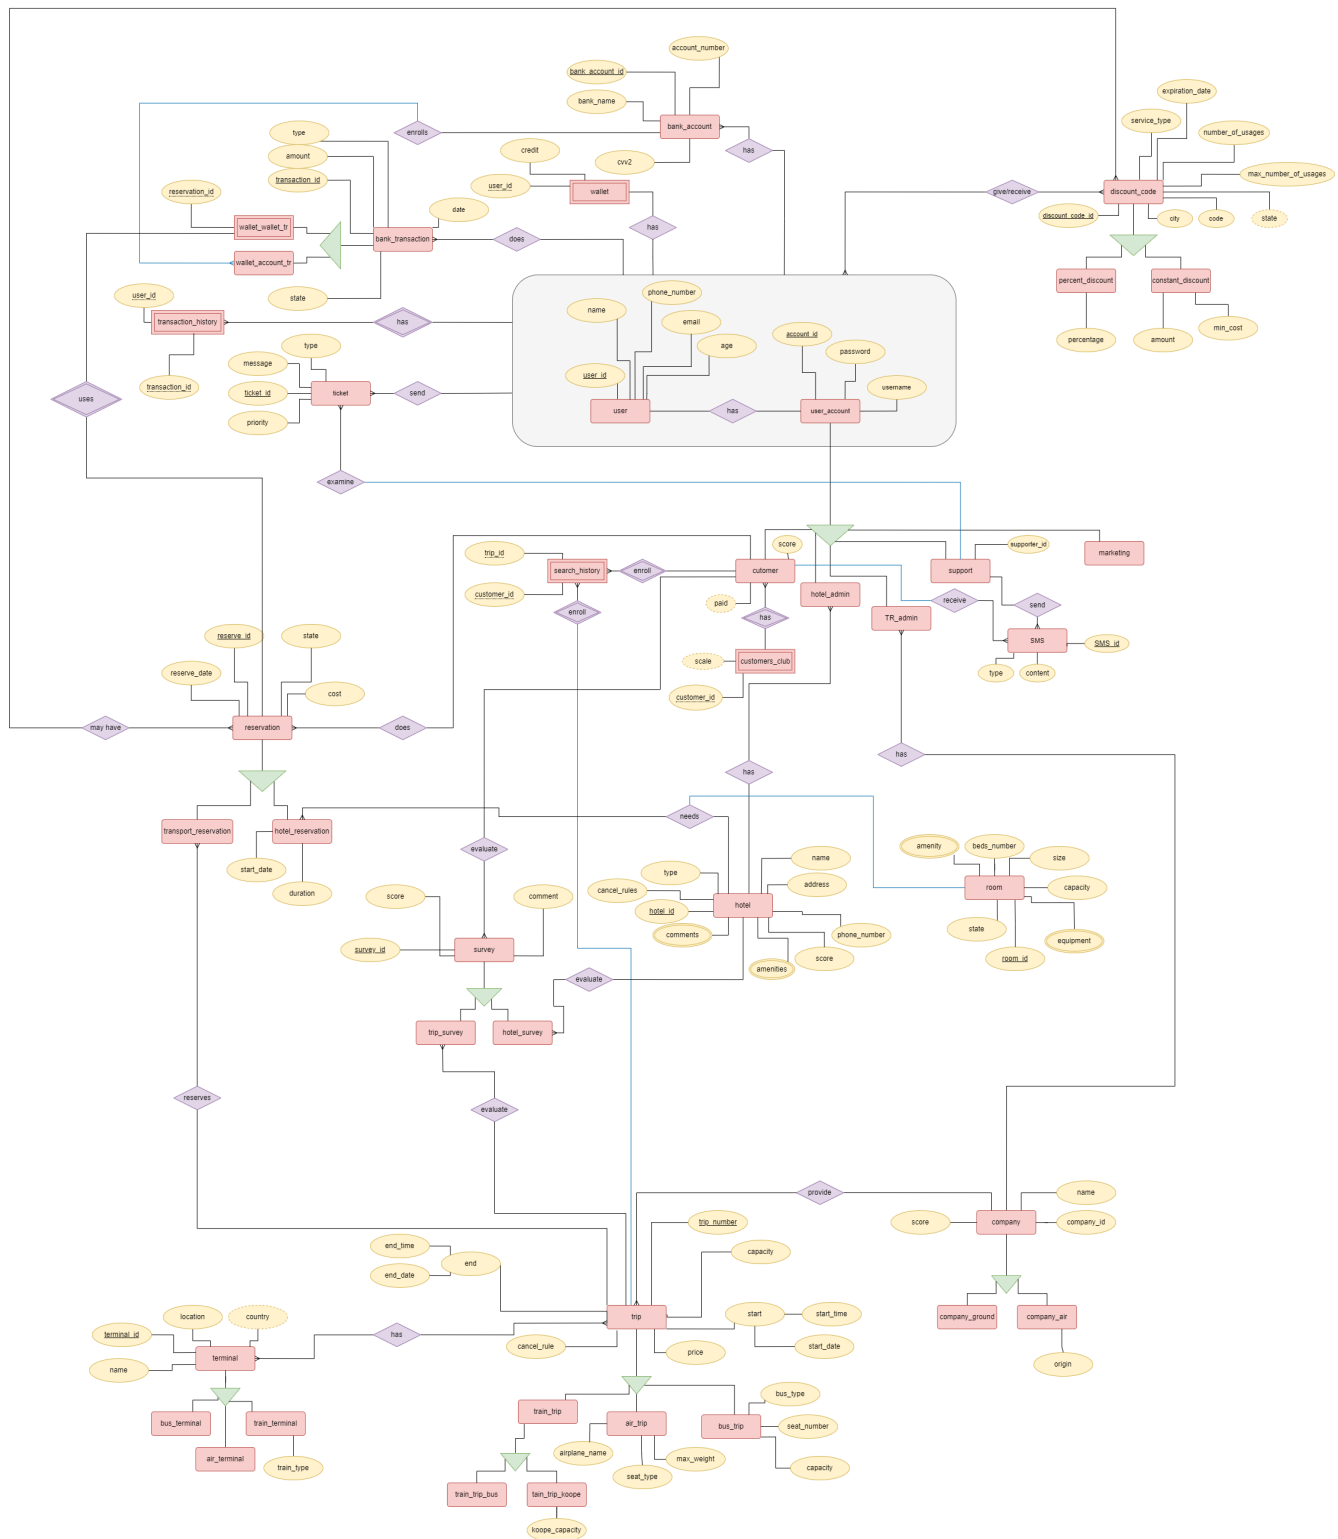 account_number
bank_account_id
expiration_date
bank_name
service_type
bank_account
number_of_usages
type
enrolls
has
credit
amount
cvv2
max_number_of_usages
transaction_id
user_id
wallet
give/receive
discount_code
reservation_id
date
discount_code_id
city
code
state
wallet_wallet_tr
has
bank_transaction
does
wallet_account_tr
percent_discount
constant_discount
user_id
state
phone_number
name
email
transaction_history
has
min_cost
percentage
amount
age
account_id
type
password
message
transaction_id
user_id
username
ticket_id
ticket
send
uses
priority
user
has
user_account
examine
score
supporter_id
trip_id
marketing
search_history
enroll
cutomer
support
customer_id
paid
hotel_admin
receive
send
enroll
has
TR_admin
reserve_id
state
SMS
SMS_id
scale
customers_club
reserve_date
type
content
cost
customer_id
may have
reservation
does
has
has
needs
transport_reservation
hotel_reservation
amenity
beds_number
evaluate
name
size
start_date
type
address
room
capacity
duration
cancel_rules
score
comment
hotel_id
hotel
state
phone_number
comments
equipment
survey_id
survey
score
room_id
amenities
evaluate
trip_survey
hotel_survey
reserves
evaluate
provide
name
trip_number
score
company
company_id
end_time
capacity
end
end_date
location
country
trip
start
start_time
company_ground
company_air
terminal_id
has
cancel_rule
price
start_date
terminal
origin
name
bus_type
train_trip
bus_terminal
train_terminal
air_trip
bus_trip
seat_number
airplane_name
air_terminal
max_weight
train_type
seat_type
capacity
train_trip_bus
tain_trip_koope
koope_capacity